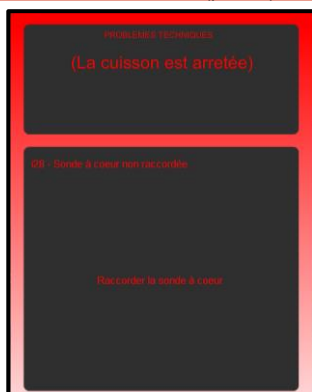 PROBLEMES TECHNIQUES
(La cuisson est arretée)
I28 - Sonde à coeur non raccordée
Raccorder la sonde à coeur